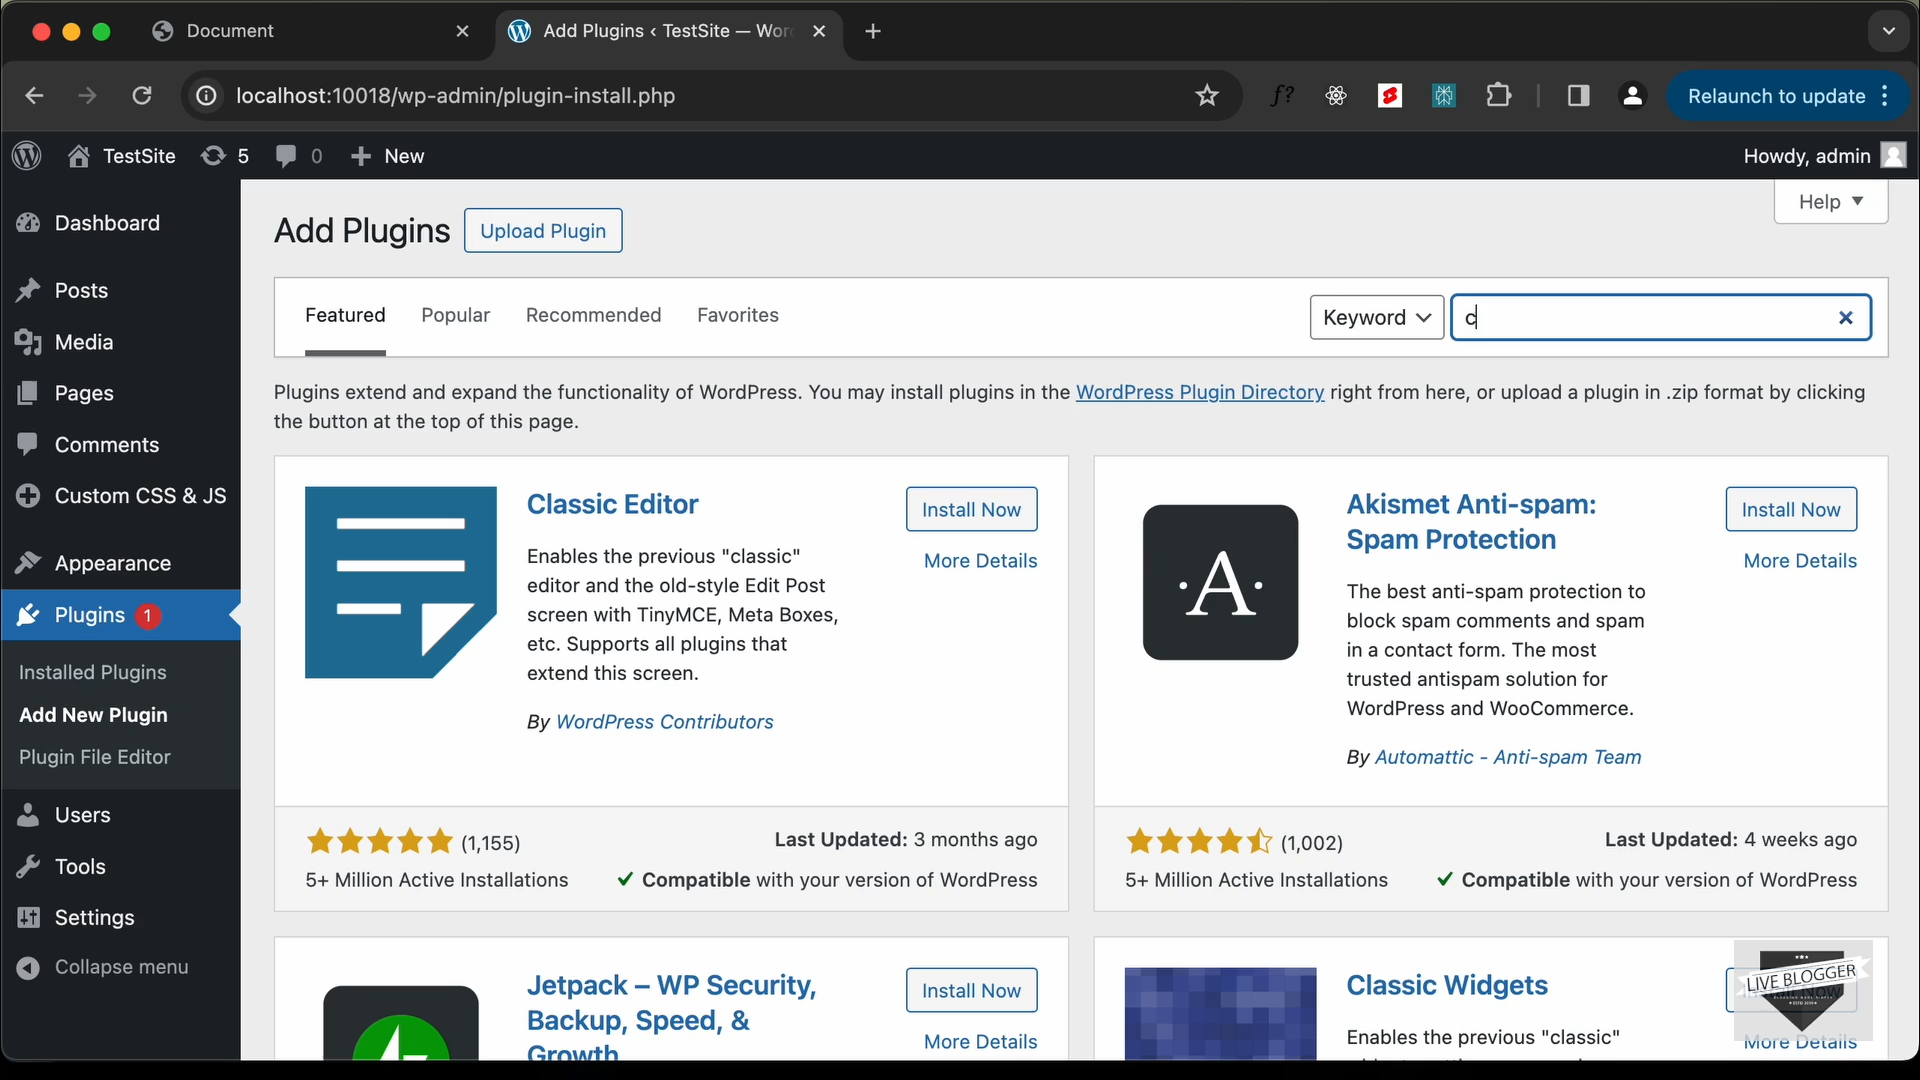 Document
Add Plugins ‹ TestSite — Wor
localhost:10018/wp-admin/plugin-install.php
f?
Relaunch to update
TestSite
5
0
New
Howdy, admin
Dashboard
Posts
Media
Pages
Comments
Custom CSS & JS
Appearance
Plugins 1
Installed Plugins
Add New Plugin
Plugin File Editor
Users
Tools
Settings
Collapse menu
Help
Add Plugins
Upload Plugin
Featured
Popular
Recommended
Favorites
Keyword
c
Plugins extend and expand the functionality of WordPress. You may install plugins in the WordPress Plugin Directory right from here, or upload a plugin in .zip format by clicking
the button at the top of this page.
Classic Editor
Install Now
More Details
Enables the previous "classic"
editor and the old-style Edit Post
screen with TinyMCE, Meta Boxes,
etc. Supports all plugins that
extend this screen.
By WordPress Contributors
(1,155)
Last Updated: 3 months ago
5+ Million Active Installations
Compatible with your version of WordPress
·A·
Akismet Anti-spam:
Spam Protection
Install Now
More Details
The best anti-spam protection to
block spam comments and spam
in a contact form. The most
trusted antispam solution for
WordPress and WooCommerce.
By Automattic - Anti-spam Team
(1,002)
Last Updated: 4 weeks ago
5+ Million Active Installations
Compatible with your version of WordPress
Jetpack – WP Security,
Backup, Speed, &
Growth
Install Now
More Details
Classic Widgets
Enables the previous "classic"
More Details
LIVE BLOGGER